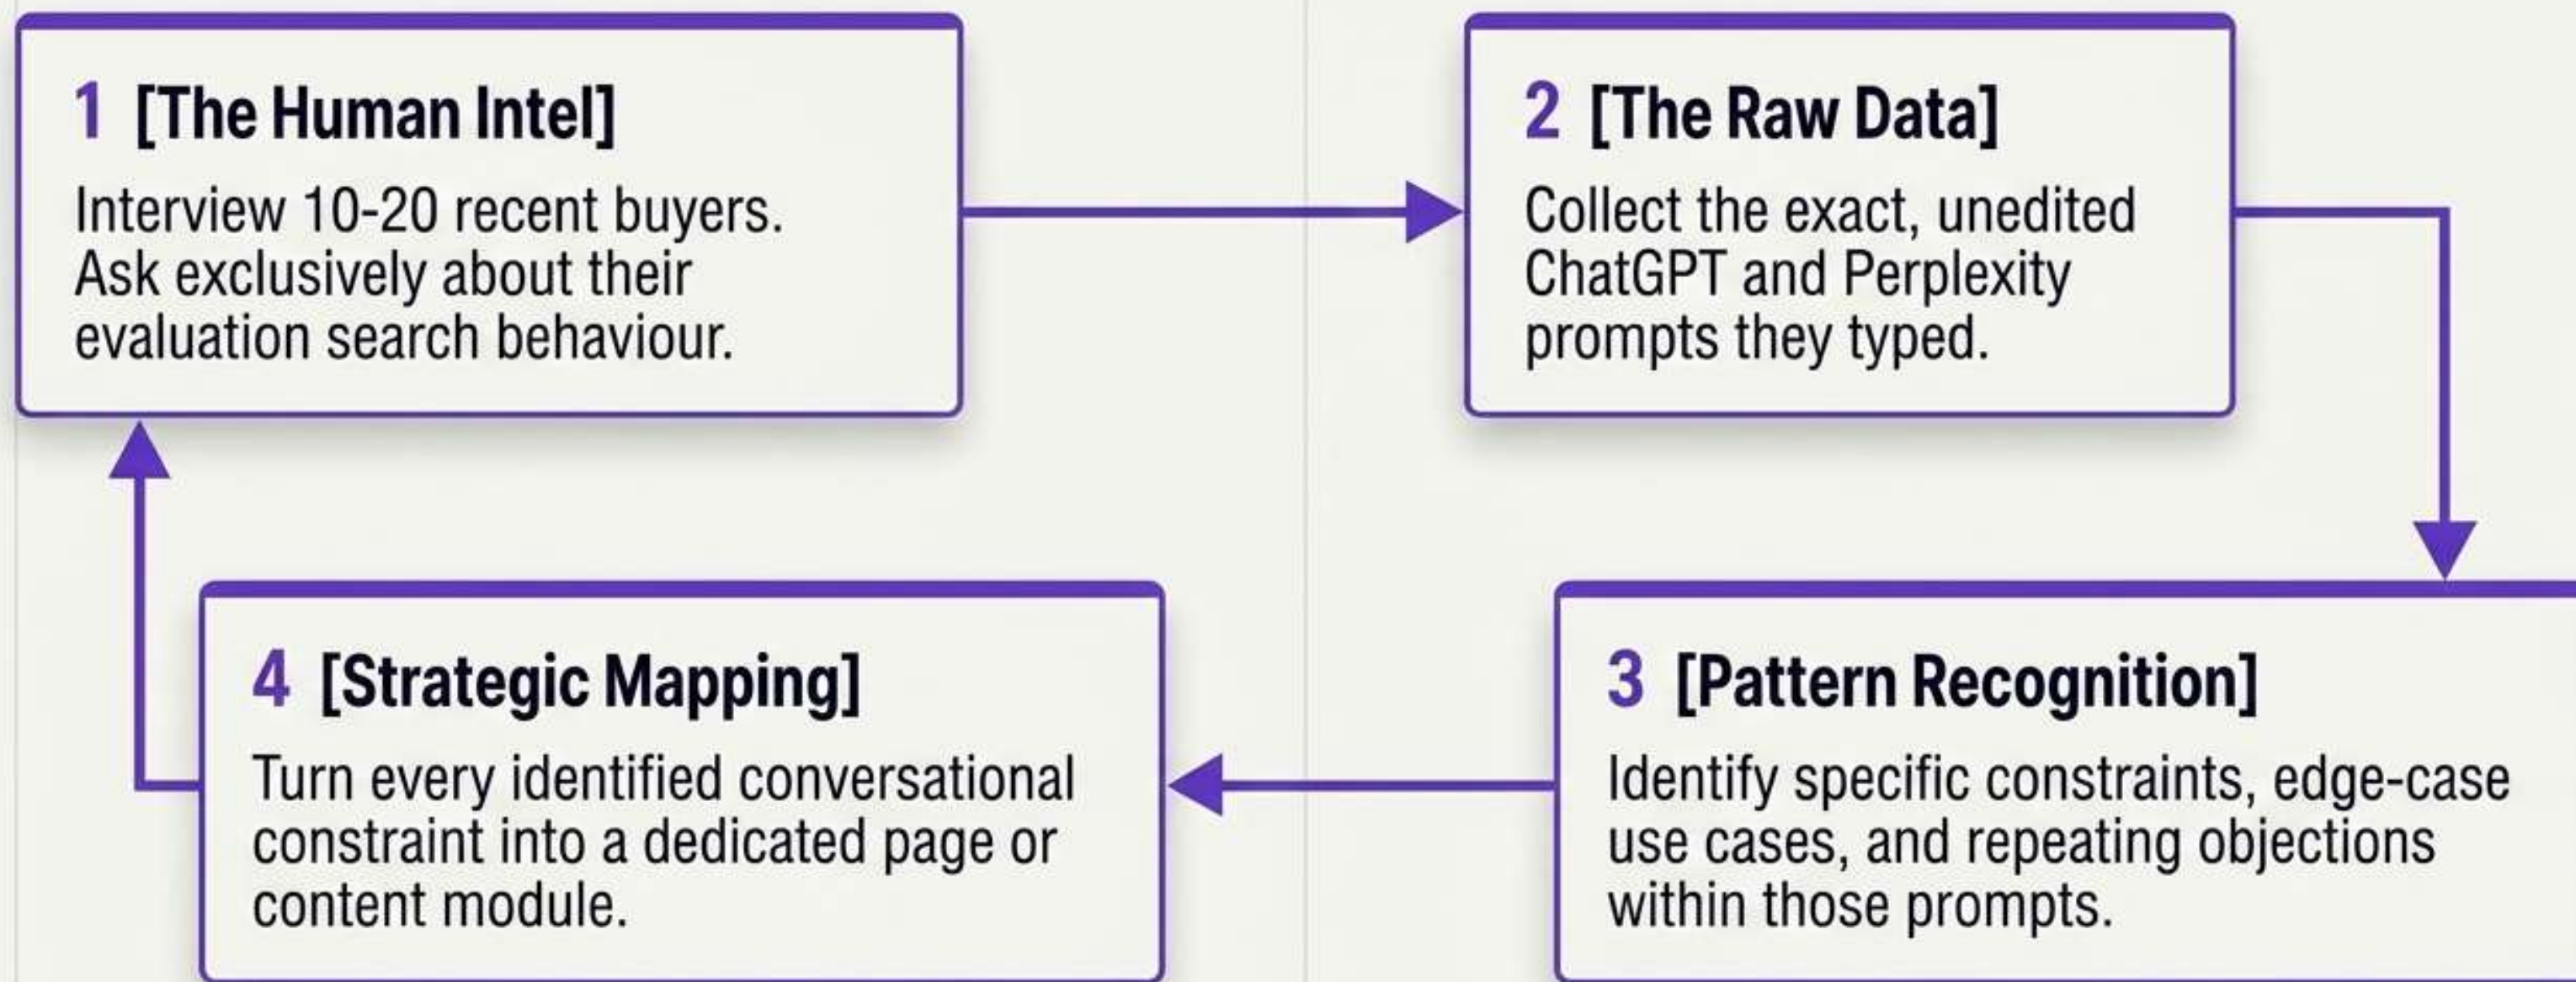 1 [The Human Intel]
Interview 10-20 recent buyers.
Ask exclusively about their
evaluation search behaviour.
2 [The Raw Data]
Collect the exact, unedited
ChatGPT and Perplexity
prompts they typed.
3 [Pattern Recognition]
Identify specific constraints, edge-case
use cases, and repeating objections
within those prompts.
4 [Strategic Mapping]
Turn every identified conversational
constraint into a dedicated page or
content module.